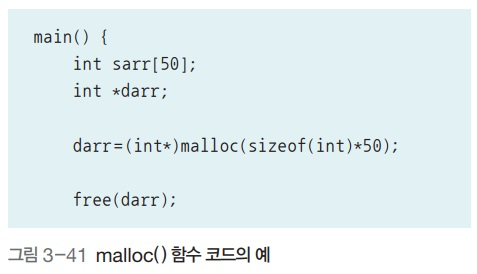 main() {
    int sarr[50];
    int *darr;
    darr=(int*)malloc(sizeof(int)*50);
    free(darr);
그림 3-41 malloc() 함수 코드의 예